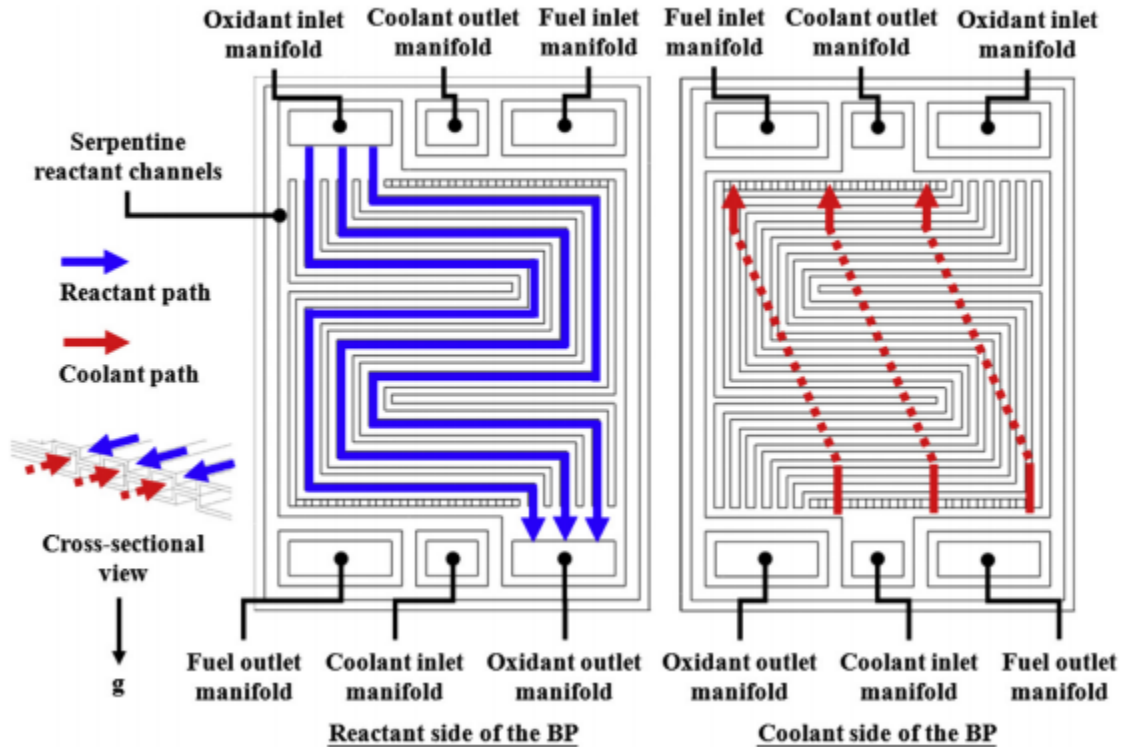 Oxidant inlet
manifold
Coolant outlet
manifold
Fuel inlet
manifold
Fuel inlet
manifold
Coolant outlet
manifold
Oxidant inlet
manifold
Serpentine
reactant channels
Reactant path
Coolant path
Cross-sectional
view
g
Fuel outlet
manifold
Coolant inlet
manifold
Oxidant outlet
manifold
Oxidant outlet
manifold
Coolant inlet
manifold
Fuel outlet
manifold
Reactant side of the BP
Coolant side of the BP